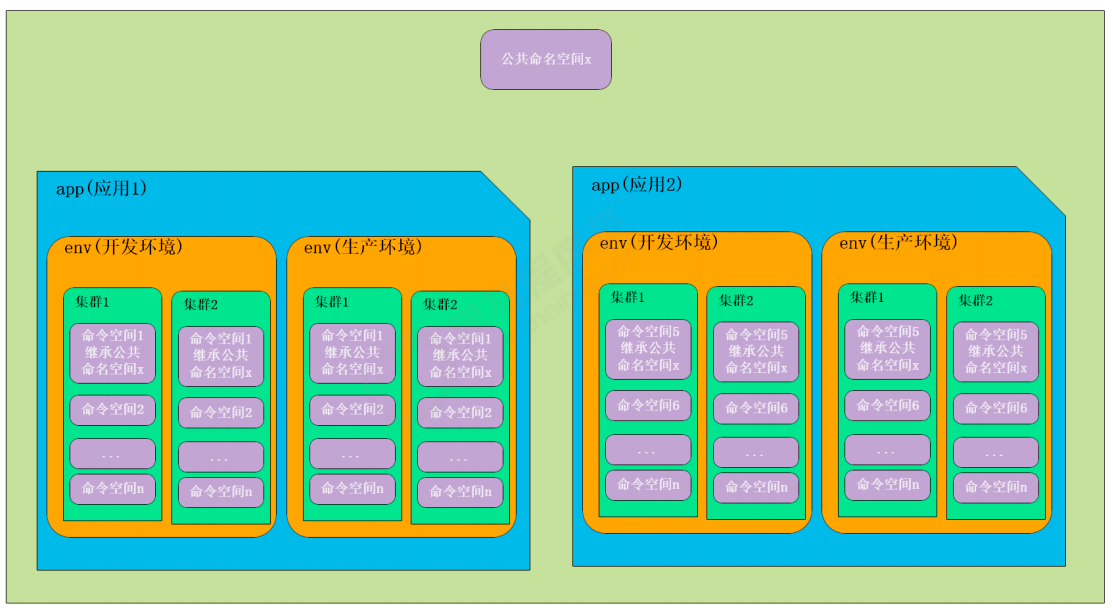 公共命名空间x
app(应用1)
env(开发环境)
集群1
命令空间1
继承公共
命名空间x
命令空间2
...
命令空间n
集群2
命令空间1
继承公共
命名空间x
命令空间2
...
命令空间n
env(生产环境)
集群1
命令空间1
继承公共
命名空间x
命令空间2
...
命令空间n
集群2
命令空间1
继承公共
命名空间x
命令空间2
...
命令空间n
app(应用2)
env(开发环境)
集群1
命令空间5
继承公共
命名空间x
命令空间6
...
命令空间n
集群2
命令空间5
继承公共
命名空间x
命令空间6
...
命令空间n
env(生产环境)
集群1
命令空间5
继承公共
命名空间x
命令空间6
...
命令空间n
集群2
命令空间5
继承公共
命名空间x
命令空间6
...
命令空间n